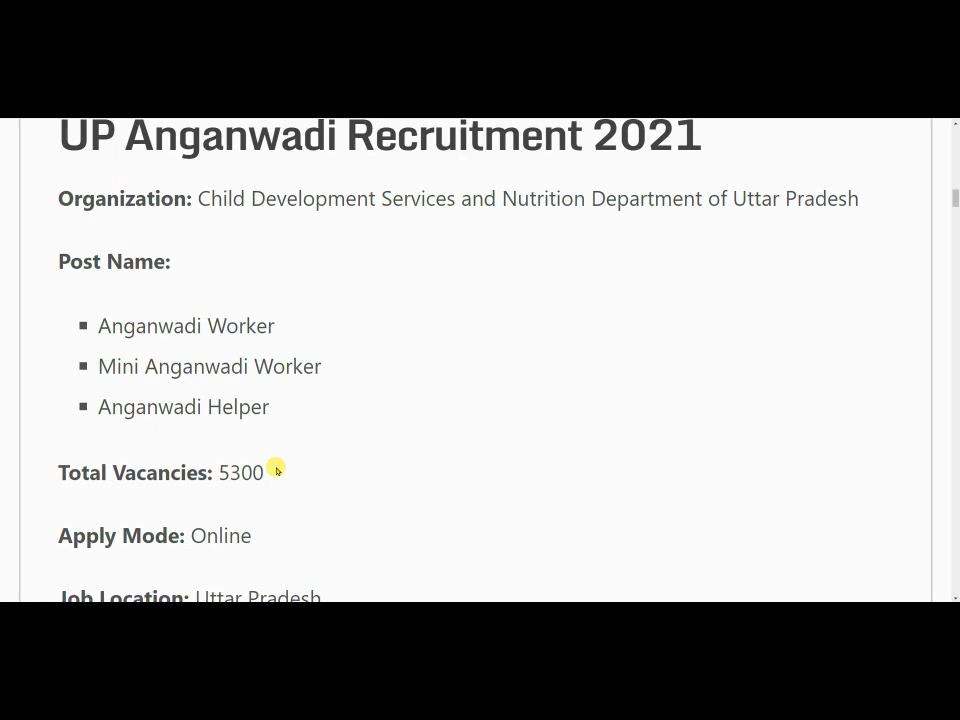 UP Anganwadi Recruitment 2021
Organization: Child Development Services and Nutrition Department of Uttar Pradesh
Post Name:
Anganwadi Worker
Mini Anganwadi Worker
Anganwadi Helper
Total Vacancies: 5300
Apply Mode: Online
Job Location: Uttar Pradesh